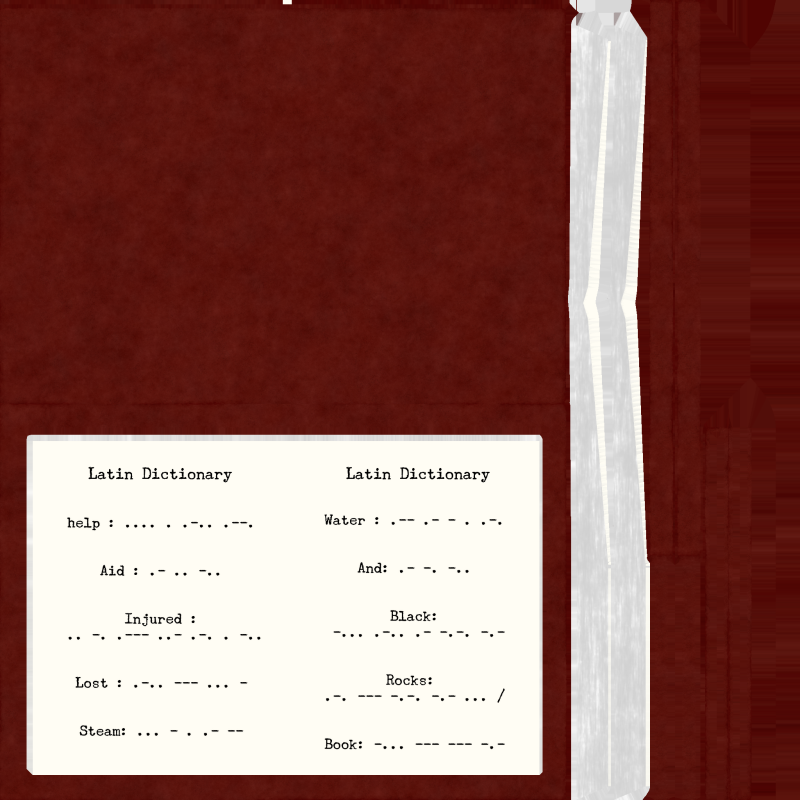 Latin Dictionary
help : .... . .-.. .--.
Aid : .- .. -..
Injured :
.. -. .--- ..- .-. . -..
Lost : .-.. --- ... -
Steam: ... - . .- --
Latin Dictionary
Water : .-- .- - . .-.
And: .- -. -..
Black:
-... .-.. .- -.-. -.-
Rocks:
.-. --- -.-. -.- ... /
Book: -... --- --- -.-